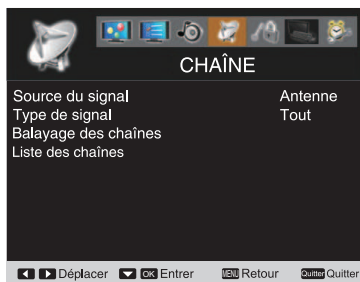 CHAÎNE
Source du signal Antenne
Type de signal Tout
Balayage des chaînes
Liste des chaînes
Déplacer OK Entrer MENU Retour Quitter Quitter